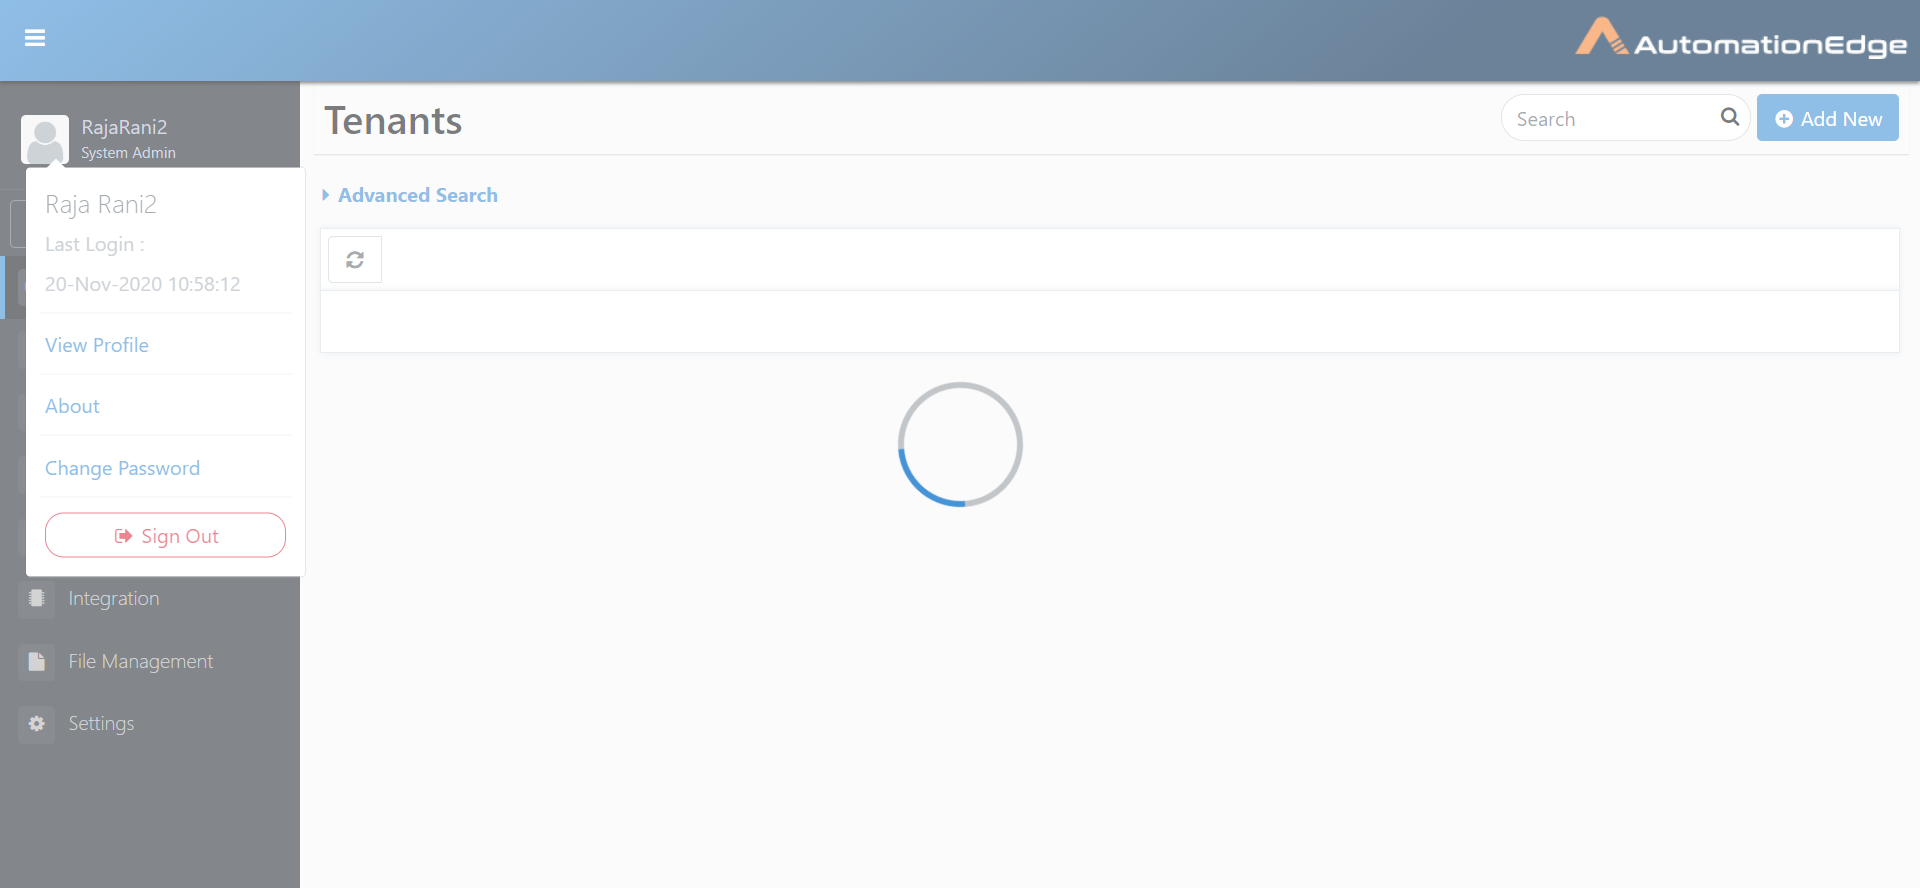 AutomationEdge
RajaRani2
System Admin
Tenants
Search
Add New
Raja Rani2
Last Login :
20-Nov-2020 10:58:12
View Profile
About
Change Password
Sign Out
Advanced Search
Integration
File Management
Settings